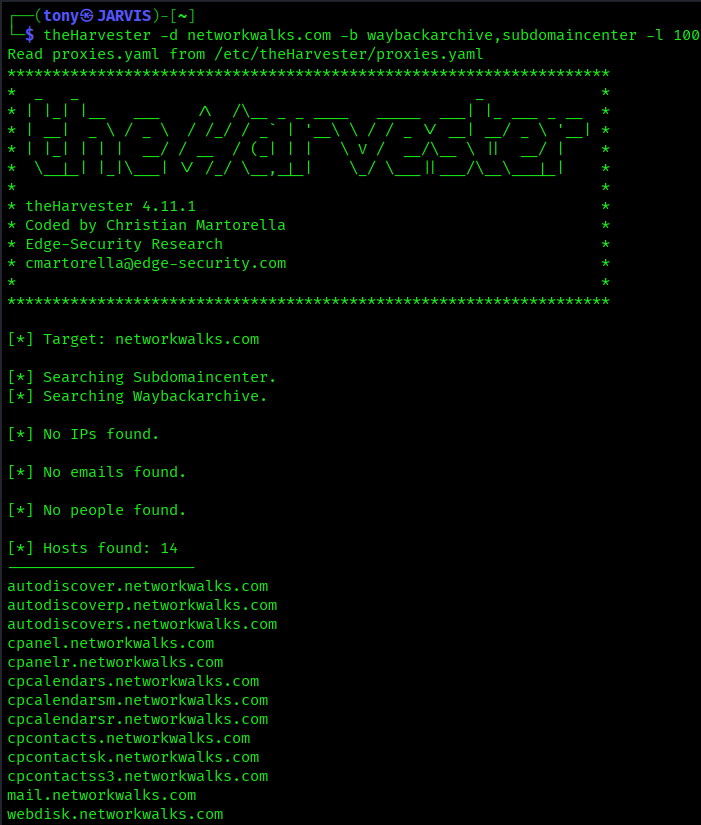 ┌──(tony㉿JARVIS)-[~]
└─$ theHarvester -d networkwalks.com -b waybackarchive,subdomaincenter -l 100
Read proxies.yaml from /etc/theHarvester/proxies.yaml
*******************************************************************
* theHarvester *
* *
* theHarvester 4.11.1 *
* Coded by Christian Martorella *
* Edge-Security Research *
* cmartorella@edge-security.com *
* *
*******************************************************************
[*] Target: networkwalks.com
[*] Searching Subdomaincenter.
[*] Searching Waybackarchive.
[*] No IPs found.
[*] No emails found.
[*] No people found.
[*] Hosts found: 14
---------------------
autodiscover.networkwalks.com
autodiscoverp.networkwalks.com
autodiscovers.networkwalks.com
cpanel.networkwalks.com
cpanelr.networkwalks.com
cpcalendars.networkwalks.com
cpcalendarsm.networkwalks.com
cpcalendarsr.networkwalks.com
cpcontacts.networkwalks.com
cpcontactsk.networkwalks.com
cpcontactss3.networkwalks.com
mail.networkwalks.com
webdisk.networkwalks.com